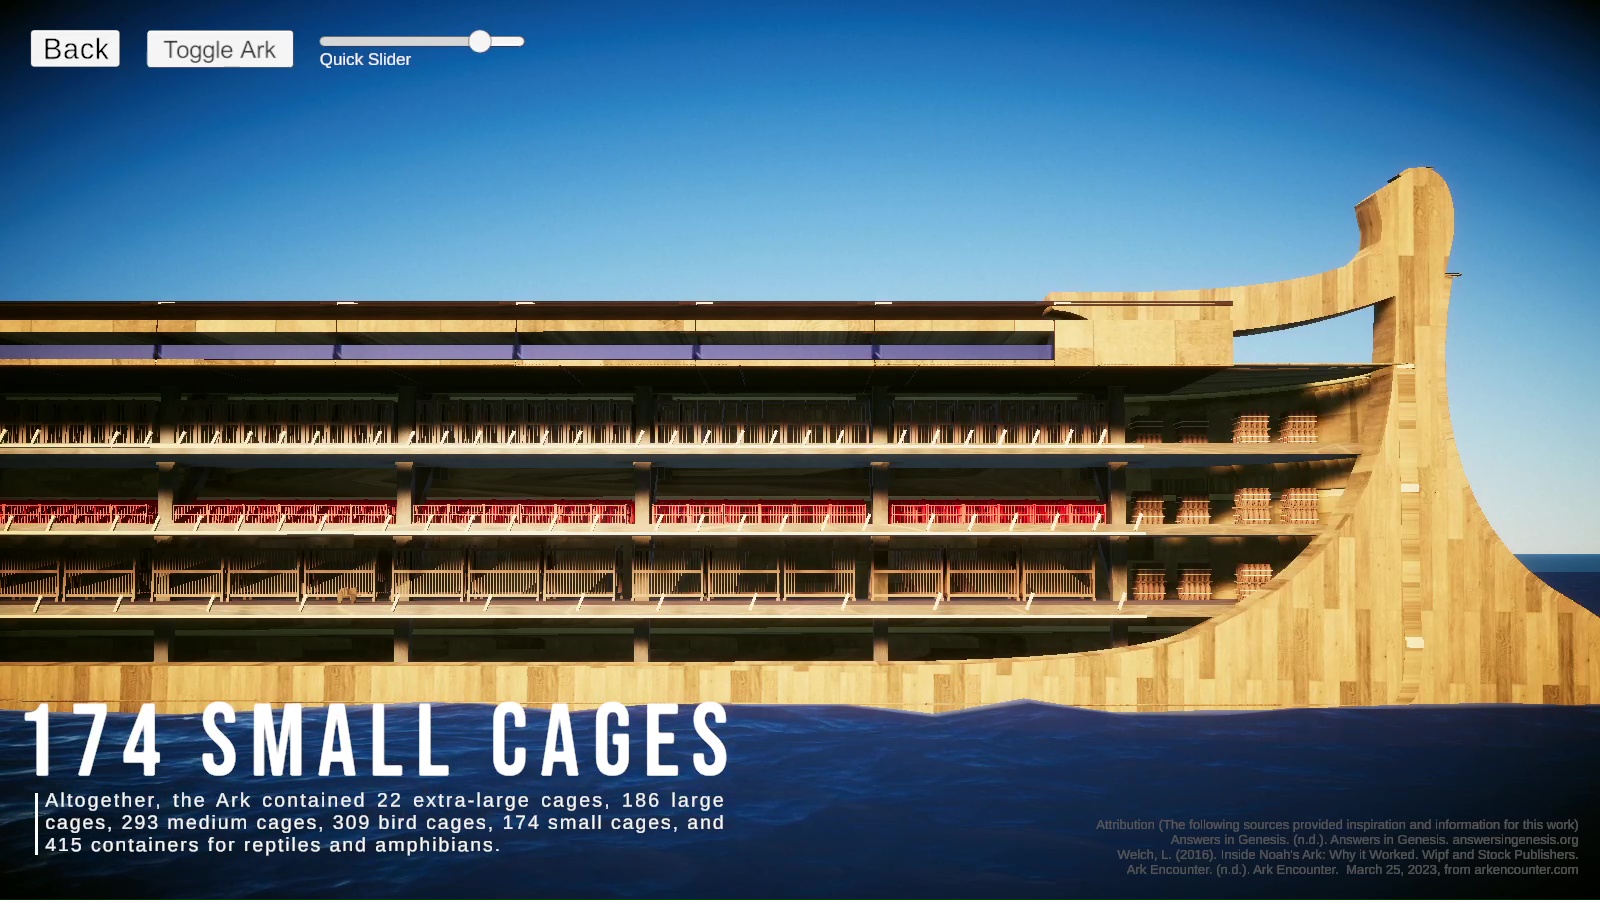 Back
Toggle Ark
Quick Slider
174 SMALL CAGES
Altogether, the Ark contained 22 extra-large cages, 186 large
cages, 293 medium cages, 309 bird cages, 174 small cages, and
415 containers for reptiles and amphibians.
Attribution (The following sources provided inspiration and information for this work)
Answers in Genesis. (n.d.). Answers in Genesis. answersingenesis.org
Welch, L. (2016). Inside Noah's Ark: Why it Worked. Wipf and Stock Publishers.
Ark Encounter. (n.d.). Ark Encounter. March 25, 2023, from arkencounter.com